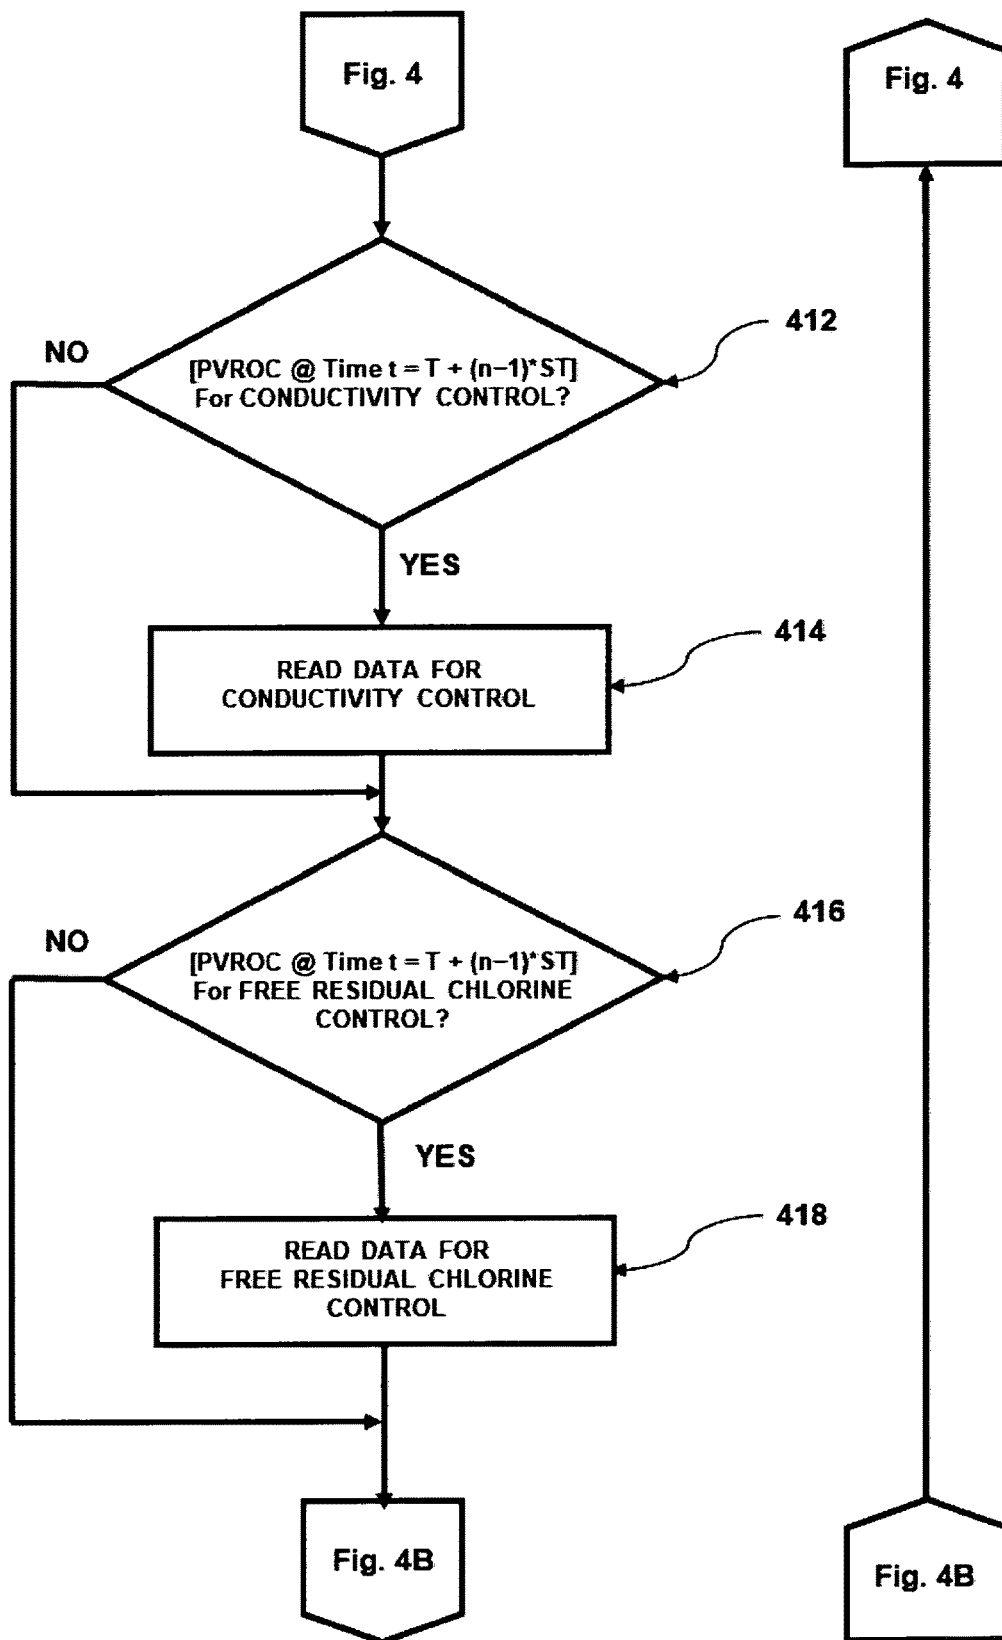 Fig. 4
Fig. 4
412
NO
[PVROC @ Time t = T + (n−1)*ST]
For CONDUCTIVITY CONTROL?
YES
414
READ DATA FOR
CONDUCTIVITY CONTROL
416
NO
[PVROC @ Time t = T + (n−1)*ST]
For FREE RESIDUAL CHLORINE
CONTROL?
YES
418
READ DATA FOR
FREE RESIDUAL CHLORINE
CONTROL
Fig. 4B
Fig. 4B